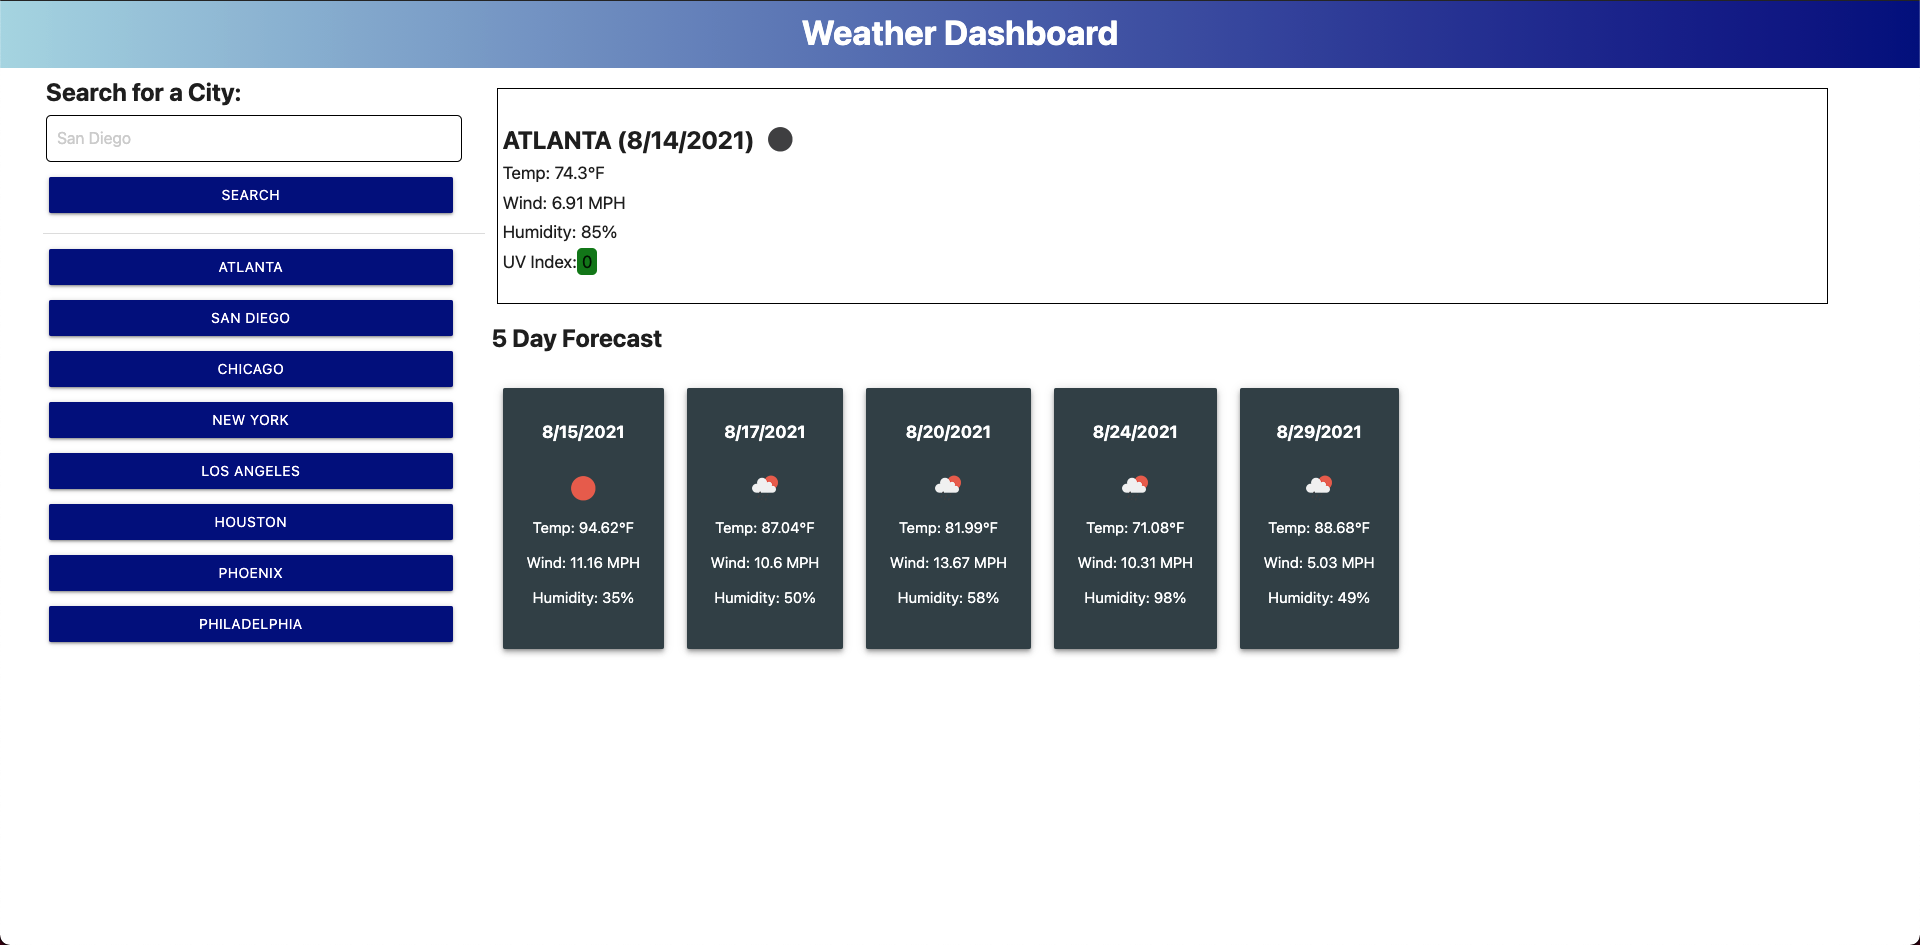 Weather Dashboard
Search for a City:
San Diego
SEARCH
ATLANTA
SAN DIEGO
CHICAGO
NEW YORK
LOS ANGELES
HOUSTON
PHOENIX
PHILADELPHIA
ATLANTA (8/14/2021)
Temp: 74.3°F
Wind: 6.91 MPH
Humidity: 85%
UV Index: 0
5 Day Forecast
8/15/2021
Temp: 94.62°F
Wind: 11.16 MPH
Humidity: 35%
8/17/2021
Temp: 87.04°F
Wind: 10.6 MPH
Humidity: 50%
8/20/2021
Temp: 81.99°F
Wind: 13.67 MPH
Humidity: 58%
8/24/2021
Temp: 71.08°F
Wind: 10.31 MPH
Humidity: 98%
8/29/2021
Temp: 88.68°F
Wind: 5.03 MPH
Humidity: 49%